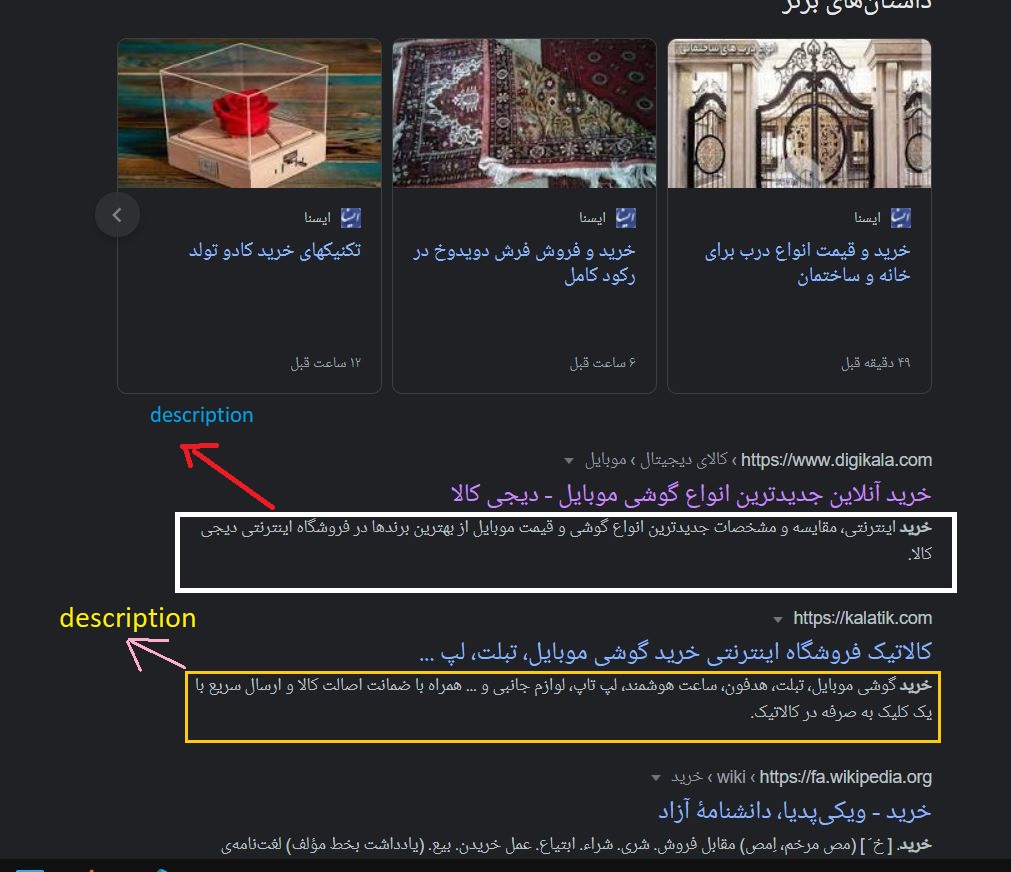 داستان‌های برتر
انواع درب های ساختمانی
ایسنا
خرید و قیمت انواع درب برای
خانه و ساختمان
۴۹ دقیقه قبل
ایسنا
خرید و فروش فرش دویدوخ در
رکود کامل
۶ ساعت قبل
ایسنا
تکنیکهای خرید کادو تولد
۱۲ ساعت قبل
description
https://www.digikala.com › کالای دیجیتال › موبایل
خرید آنلاین جدیدترین انواع گوشی موبایل - دیجی کالا
خرید اینترنتی، مقایسه و مشخصات جدیدترین انواع گوشی و قیمت موبایل از بهترین برندها در فروشگاه اینترنتی دیجی
کالا.
description
https://kalatik.com
کالاتیک فروشگاه اینترنتی خرید گوشی موبایل، تبلت، لپ ...
خرید گوشی موبایل، تبلت، هدفون، ساعت هوشمند، لپ تاپ، لوازم جانبی و ... همراه با ضمانت اصالت کالا و ارسال سریع با
یک کلیک به صرفه در کالاتیک.
https://fa.wikipedia.org › wiki › خرید
خرید - ویکی‌پدیا، دانشنامهٔ آزاد
خرید. [ خ َ ] (مص مرخم، اِمص) مقابل فروش. شری. شراء. ابتیاع. عمل خریدن. بیع. (یادداشت بخط مؤلف) لغت‌نامه‌ی